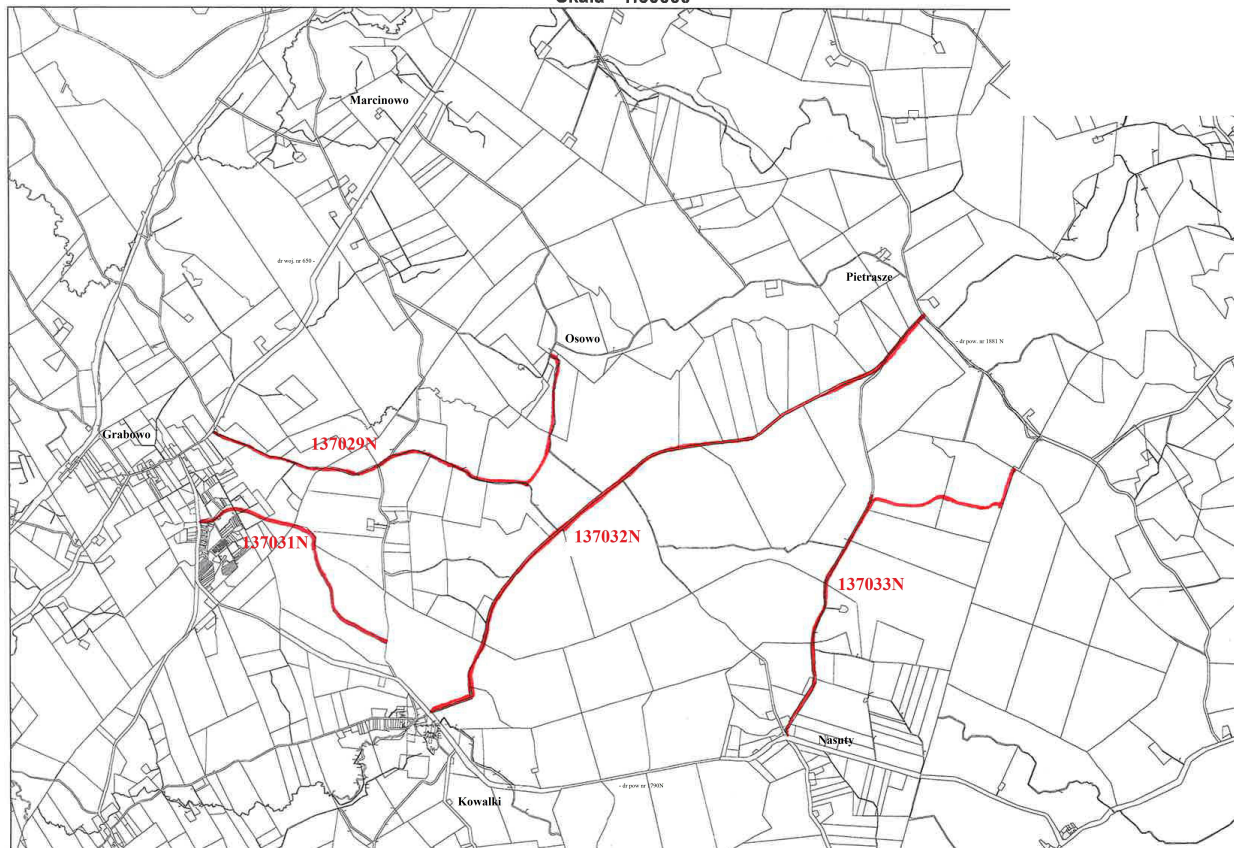 Marcinowo
dr woj. nr 650 -
Pietrasze
Osowo
- dr pow. nr 1881 N
Grabowo
137029N
137031N
137032N
137033N
Nasuty
- dr pow nr 1790N
Kowalki